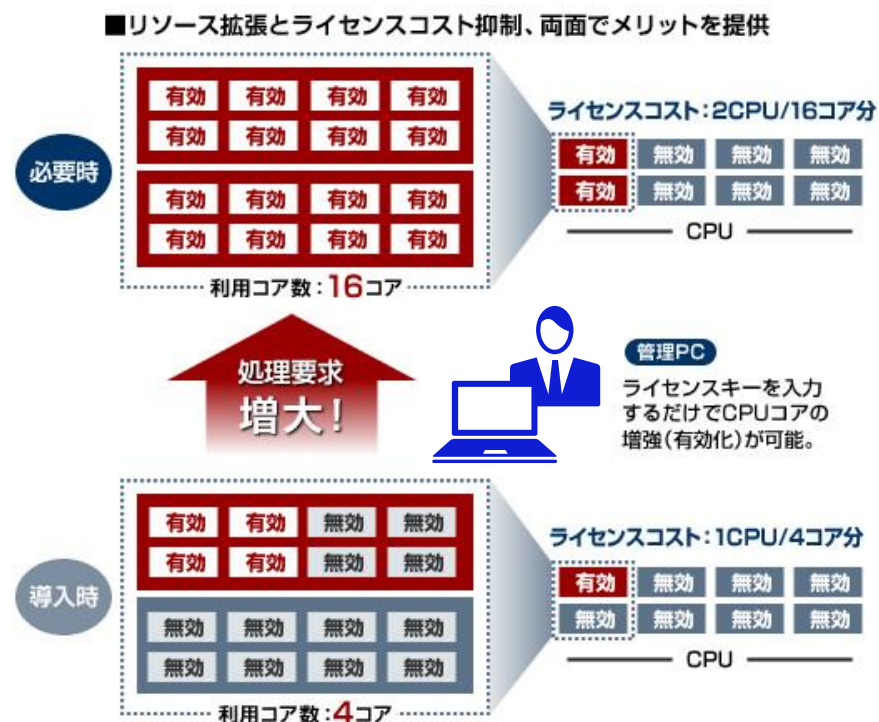 ■リソース拡張とライセンスコスト抑制、両面でメリットを提供
必要時
有効 有効 有効 有効
有効 有効 有効 有効
有効 有効 有効 有効
有効 有効 有効 有効
利用コア数:16コア
ライセンスコスト:2CPU/16コア分
有効 無効 無効 無効
有効 無効 無効 無効
CPU
処理要求
増大!
管理PC
ライセンスキーを入力
するだけでCPUコアの
増強(有効化)が可能。
導入時
有効 有効 無効 無効
有効 有効 無効 無効
無効 無効 無効 無効
無効 無効 無効 無効
利用コア数:4コア
ライセンスコスト:1CPU/4コア分
有効 無効 無効 無効
無効 無効 無効 無効
CPU